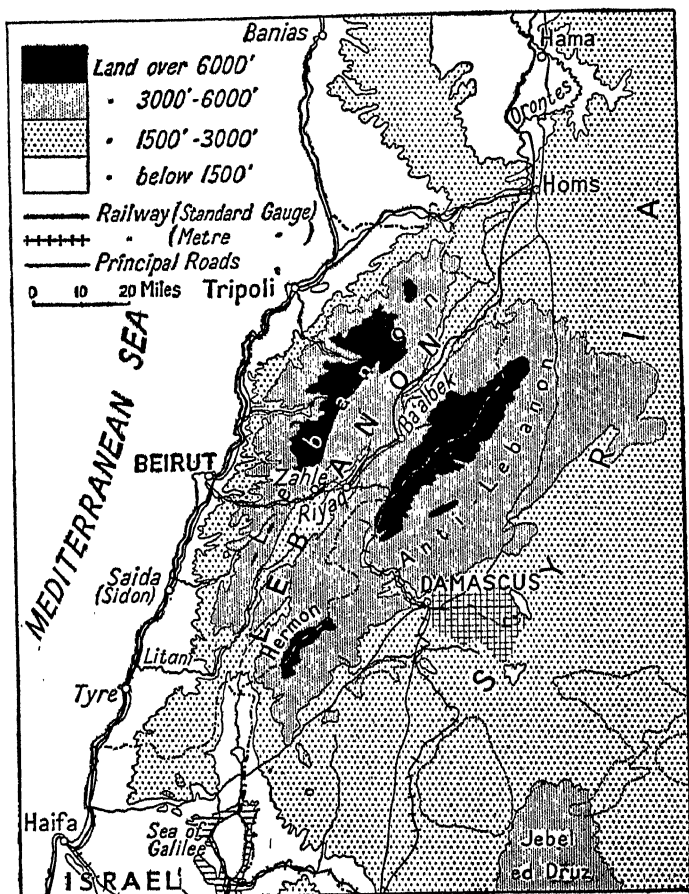 Land over 6000'
" 3000'-6000'
" 1500'-3000'
" below 1500'
Railway (Standard Gauge)
" (Metre " )
Principal Roads
0 10 20 Miles
Banias
Hama
Orontes
Homs
Tripoli
MEDITERRANEAN SEA
Lebanon
LEBANON
Baalbek
Anti Lebanon
SYRIA
BEIRUT
Zahle
Riyad
Saida
(Sidon)
DAMASCUS
Hermon
Litani
Tyre
Haifa
Sea of
Galilee
ISRAEL
Jebel
ed Druz